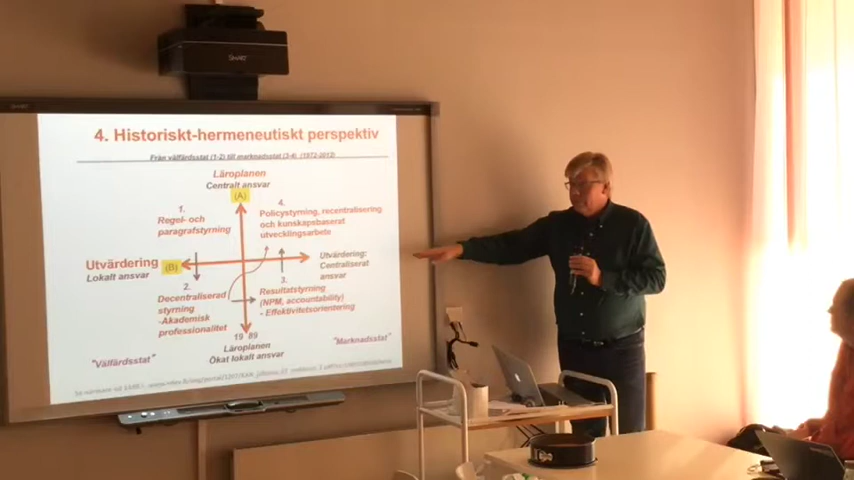 SMART
4. Historiskt-hermeneutiskt perspektiv
Från välfärdsstat (1-2) till marknadsstat (3-4) (1972-2012)
Läroplanen
Centralt ansvar
(A)
1.
Regel- och
paragrafstyrning
4.
Policystyrning, recentralisering
och kunskapsbaserat
utvecklingsarbete
Utvärdering
Lokalt ansvar
(B)
Utvärdering:
Centraliserat
ansvar
2.
Decentraliserad
styrning
-Akademisk
professionalitet
3.
Resultatstyrning
(NPM, accountability)
- Effektivitetsorientering
19 89
Läroplanen
Ökat lokalt ansvar
"Välfärdsstat"
"Marknadsstat"